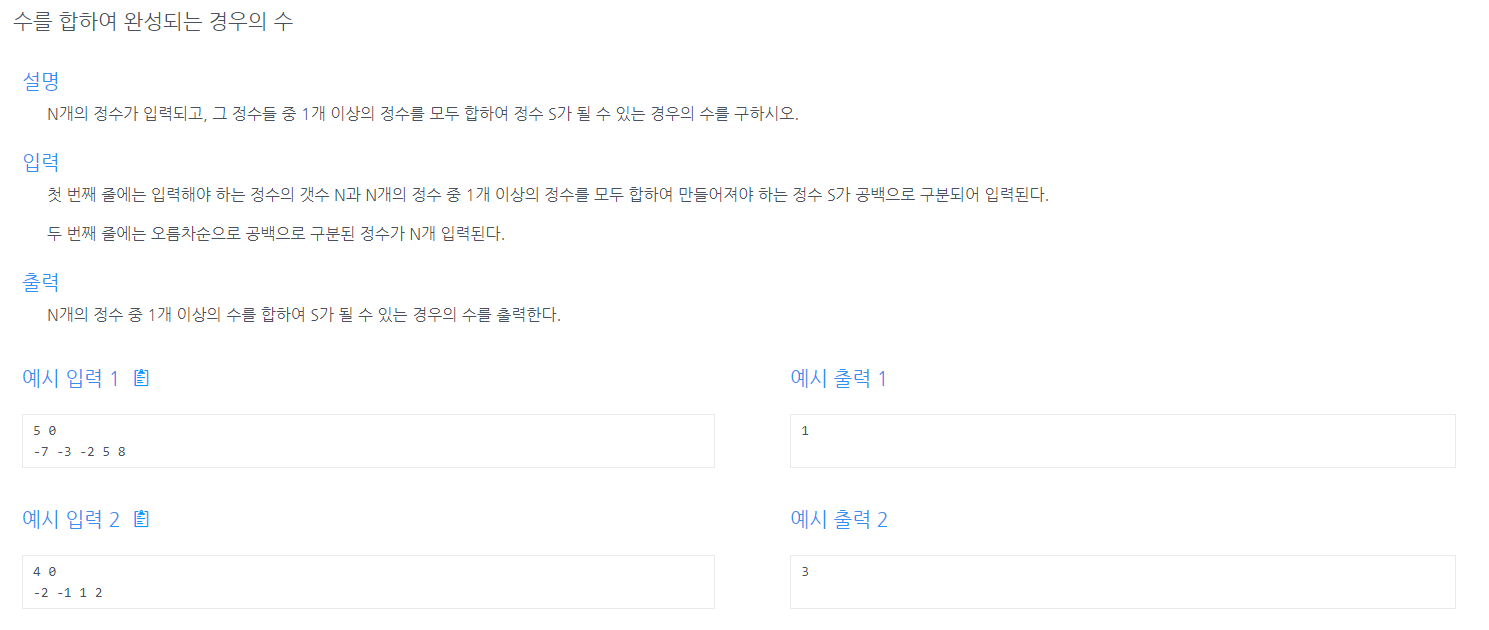 수를 합하여 완성되는 경우의 수
설명
N개의 정수가 입력되고, 그 정수들 중 1개 이상의 정수를 모두 합하여 정수 S가 될 수 있는 경우의 수를 구하시오.
입력
첫 번째 줄에는 입력해야 하는 정수의 갯수 N과 N개의 정수 중 1개 이상의 정수를 모두 합하여 만들어져야 하는 정수 S가 공백으로 구분되어 입력된다.
두 번째 줄에는 오름차순으로 공백으로 구분된 정수가 N개 입력된다.
출력
N개의 정수 중 1개 이상의 수를 합하여 S가 될 수 있는 경우의 수를 출력한다.
예시 입력 1
5 0
-7 -3 -2 5 8
예시 출력 1
1
예시 입력 2
4 0
-2 -1 1 2
예시 출력 2
3